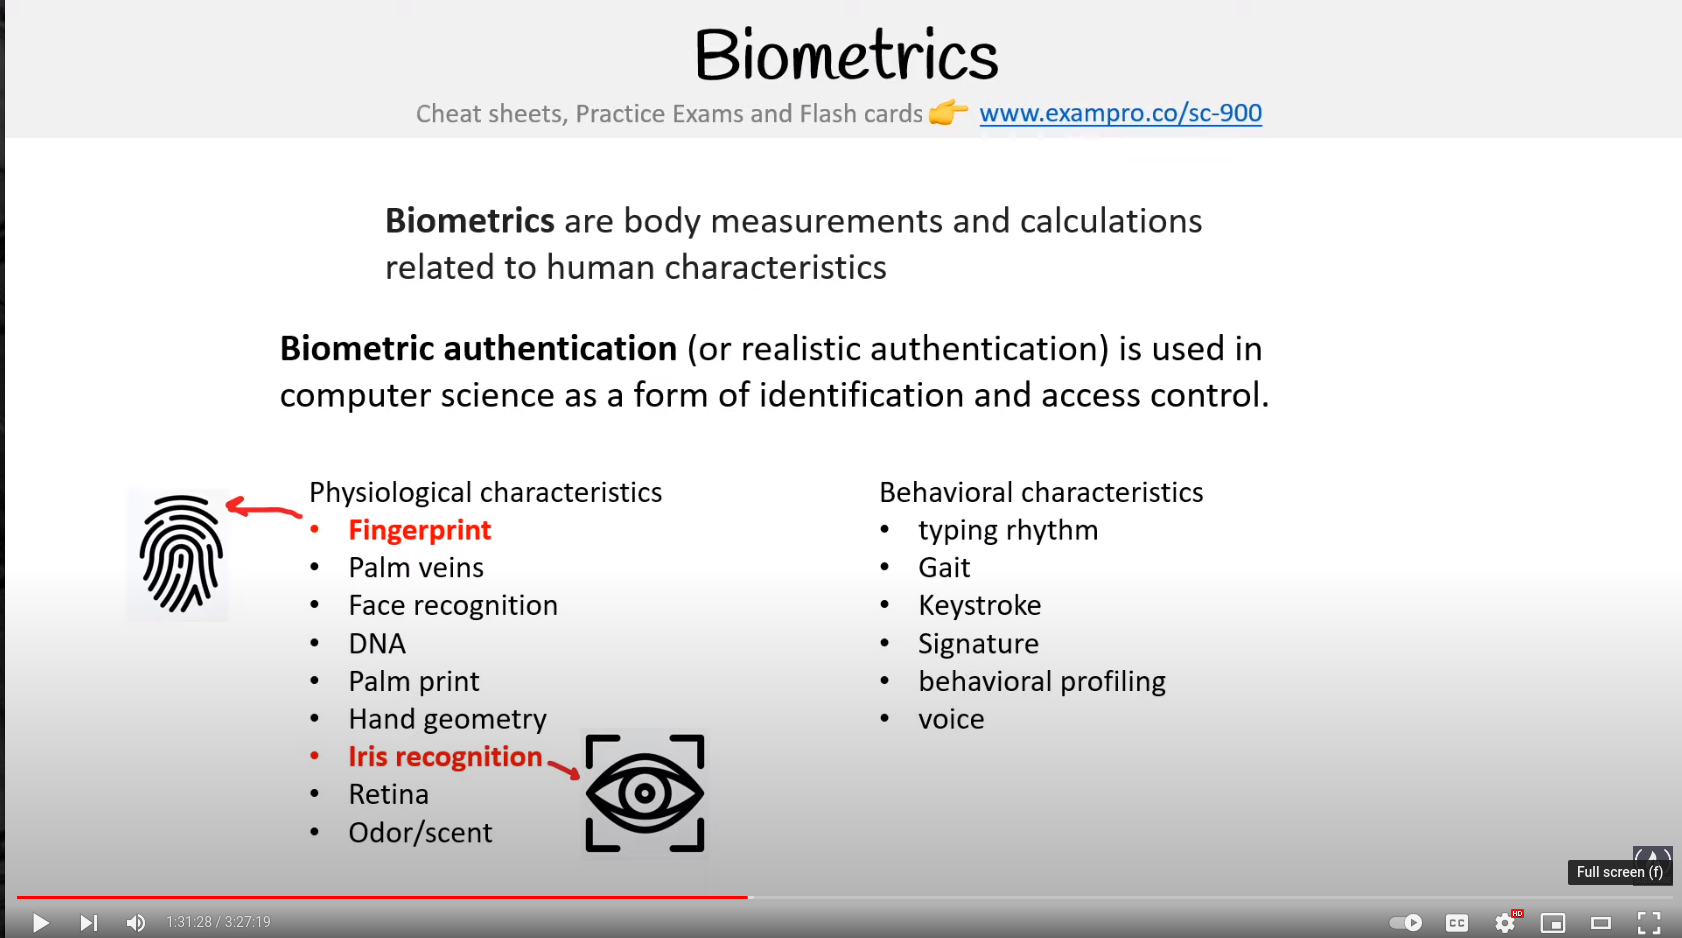 Biometrics
Cheat sheets, Practice Exams and Flash cards 👉 www.exampro.co/sc-900
Biometrics are body measurements and calculations
related to human characteristics
Biometric authentication (or realistic authentication) is used in
computer science as a form of identification and access control.
Physiological characteristics
• Fingerprint
• Palm veins
• Face recognition
• DNA
• Palm print
• Hand geometry
• Iris recognition
• Retina
• Odor/scent
Behavioral characteristics
• typing rhythm
• Gait
• Keystroke
• Signature
• behavioral profiling
• voice
Full screen (f)
1:31:28 / 3:27:19
CC
HD